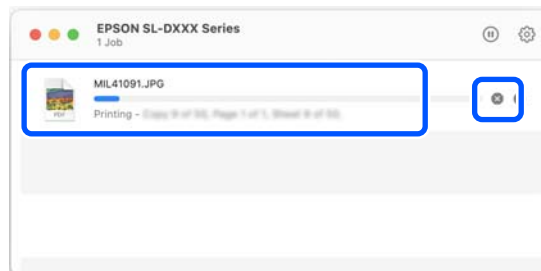 EPSON SL-DXXX Series
1 Job
MIL41091.JPG
PDF
Printing -